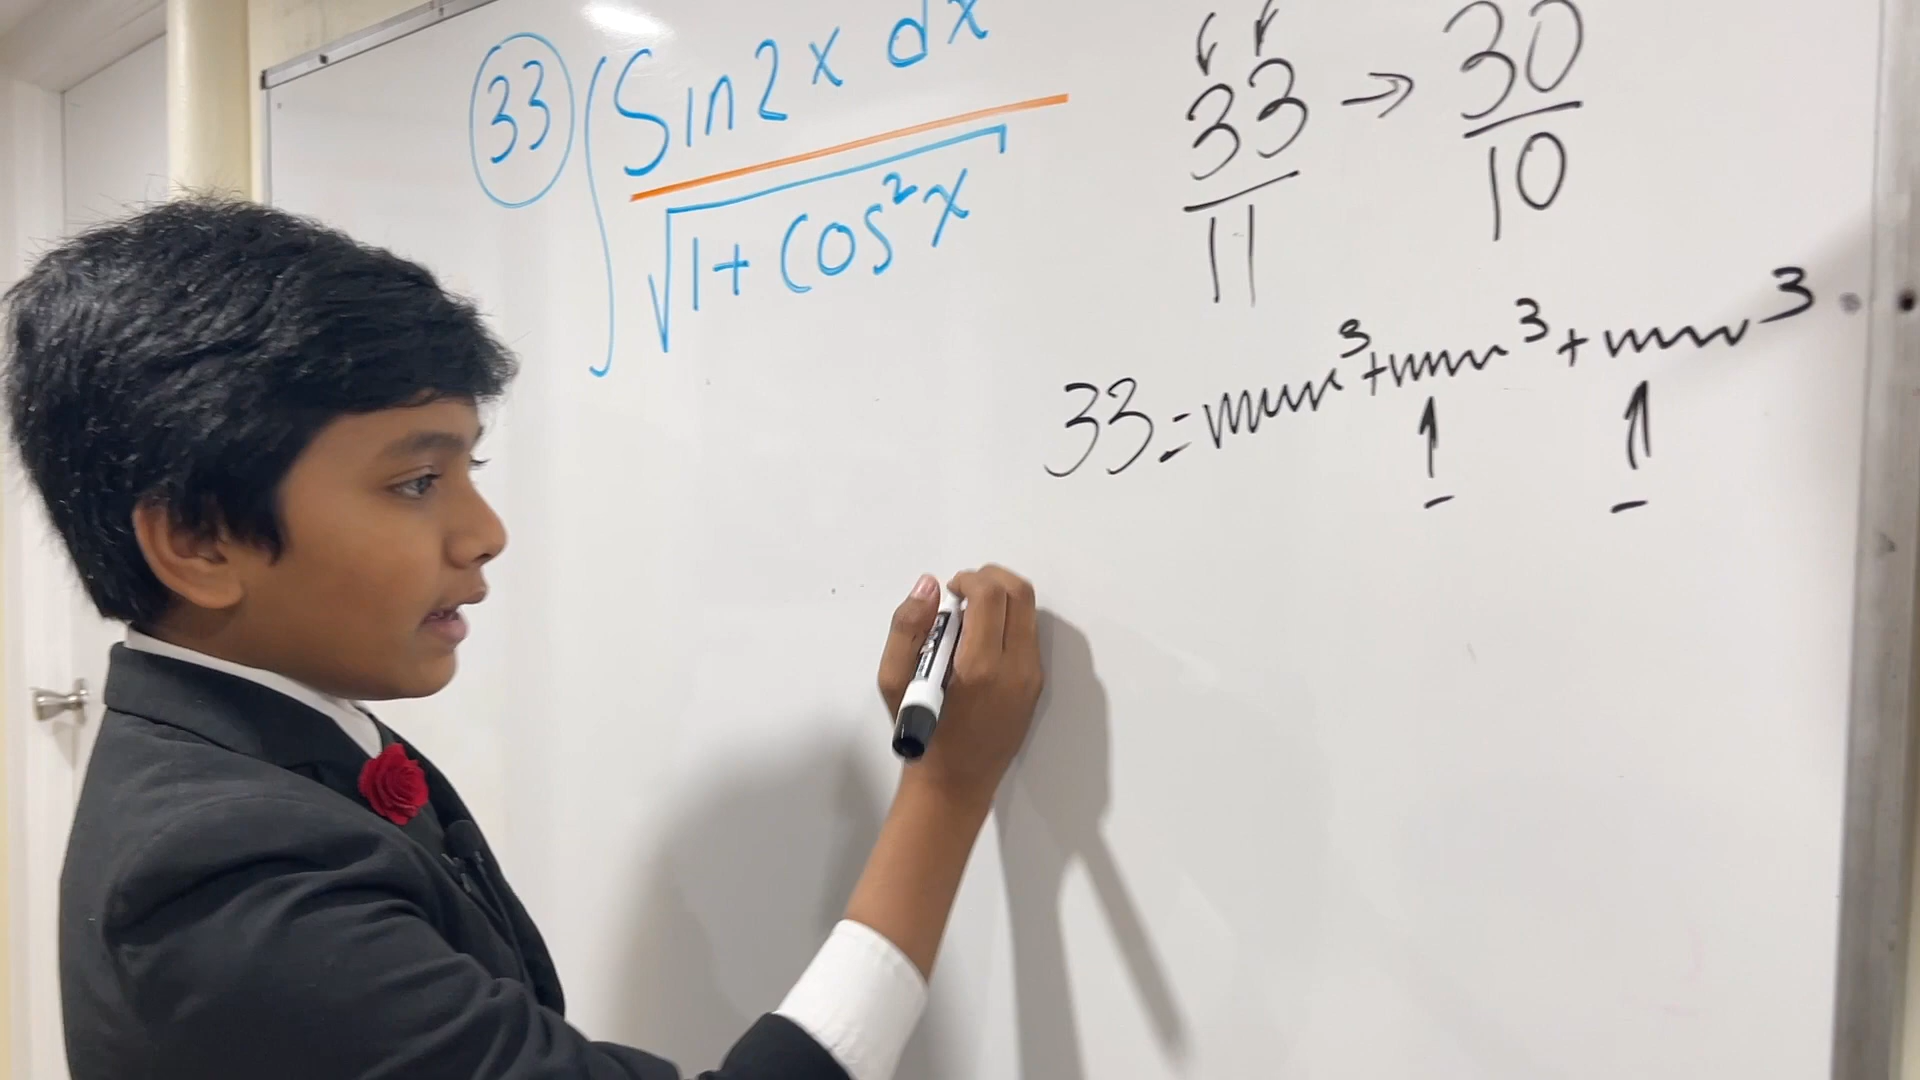 33 ∫ Sin2x dx
√1+Cos²x
33 → 30
11 10
33 = ³ + ³ + ³
- -